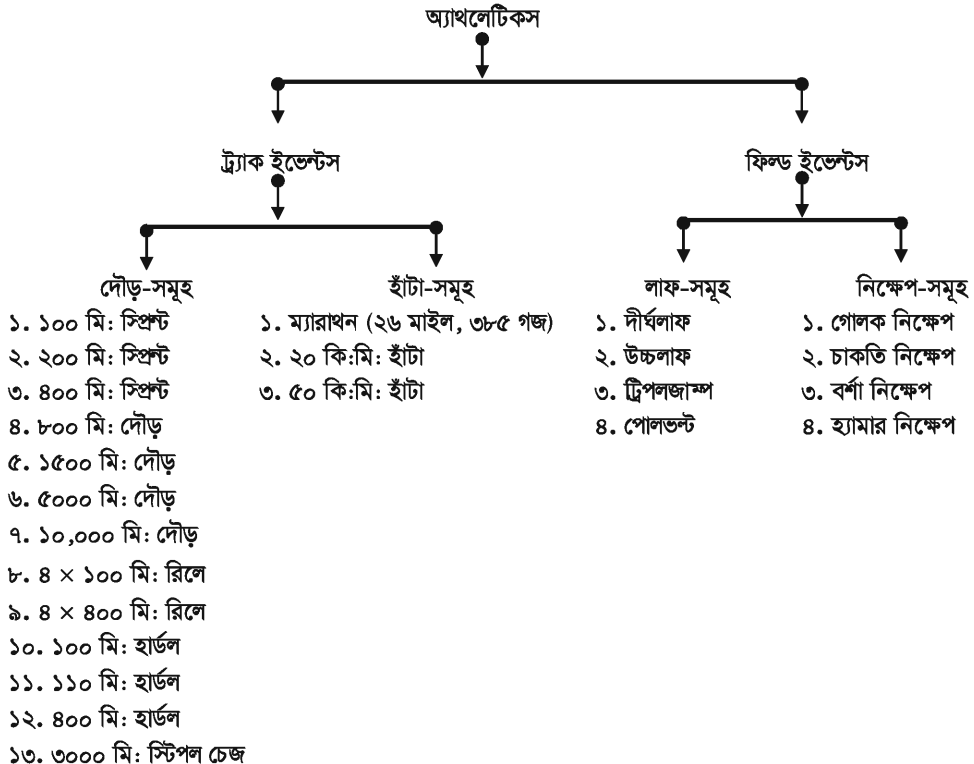 অ্যাথলেটিকস
ট্র্যাক ইভেন্টস
ফিল্ড ইভেন্টস
দৌড়-সমূহ
১. ১০০ মি: স্প্রিন্ট
২. ২০০ মি: স্প্রিন্ট
৩. ৪০০ মি: স্প্রিন্ট
৪. ৮০০ মি: দৌড়
৫. ১৫০০ মি: দৌড়
৬. ৫০০০ মি: দৌড়
৭. ১০,০০০ মি: দৌড়
৮. ৪ × ১০০ মি: রিলে
৯. ৪ × ৪০০ মি: রিলে
১০. ১০০ মি: হার্ডল
১১. ১১০ মি: হার্ডল
১২. ৪০০ মি: হার্ডল
১৩. ৩০০০ মি: স্টিপল চেজ
হাঁটা-সমূহ
১. ম্যারাথন (২৬ মাইল, ৩৮৫ গজ)
২. ২০ কি:মি: হাঁটা
৩. ৫০ কি:মি: হাঁটা
লাফ-সমূহ
১. দীর্ঘলাফ
২. উচ্চলাফ
৩. ট্রিপলজাম্প
৪. পোলভল্ট
নিক্ষেপ-সমূহ
১. গোলক নিক্ষেপ
২. চাকতি নিক্ষেপ
৩. বর্শা নিক্ষেপ
৪. হ্যামার নিক্ষেপ